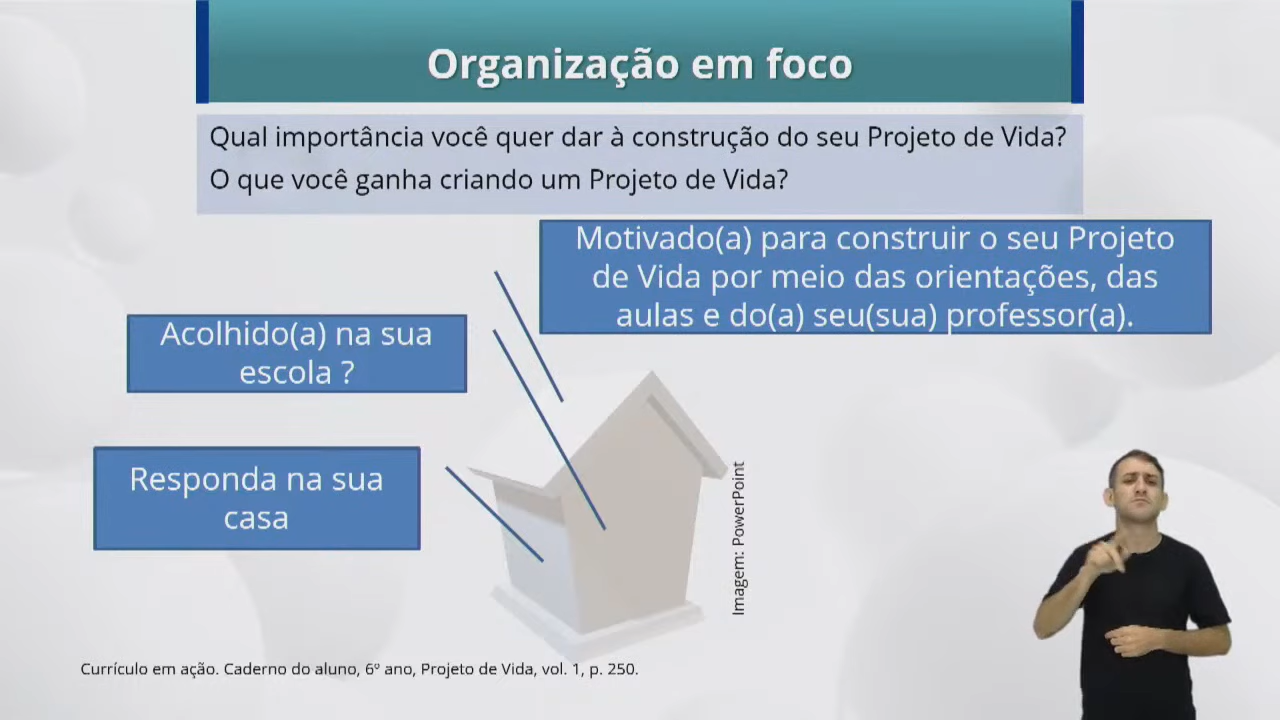 Organização em foco
Qual importância você quer dar à construção do seu Projeto de Vida?
O que você ganha criando um Projeto de Vida?
Motivado(a) para construir o seu Projeto
de Vida por meio das orientações, das
aulas e do(a) seu(sua) professor(a).
Acolhido(a) na sua
escola ?
Responda na sua
casa
Imagem: PowerPoint
Currículo em ação. Caderno do aluno, 6º ano, Projeto de Vida, vol. 1, p. 250.